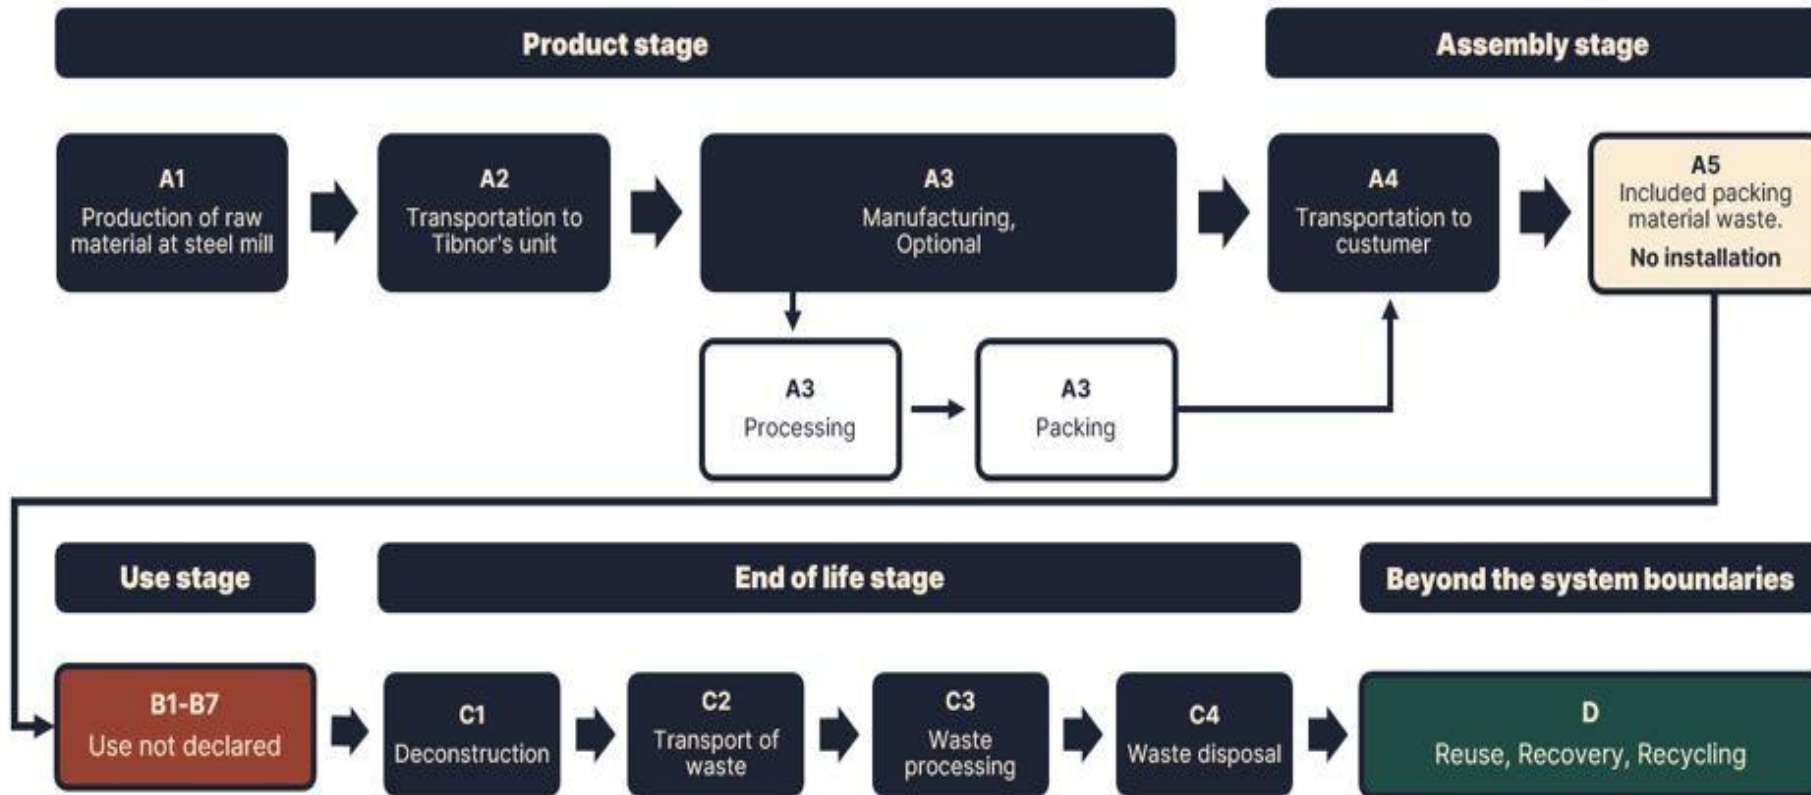 Product stage
Assembly stage
A1
Production of raw
material at steel mill
A2
Transportation to
Tibnor's unit
A3
Manufacturing,
Optional
A4
Transportation to
custumer
A5
Included packing
material waste.
No installation
A3
Processing
A3
Packing
Use stage
End of life stage
Beyond the system boundaries
B1-B7
Use not declared
C1
Deconstruction
C2
Transport of
waste
C3
Waste
processing
C4
Waste disposal
D
Reuse, Recovery, Recycling